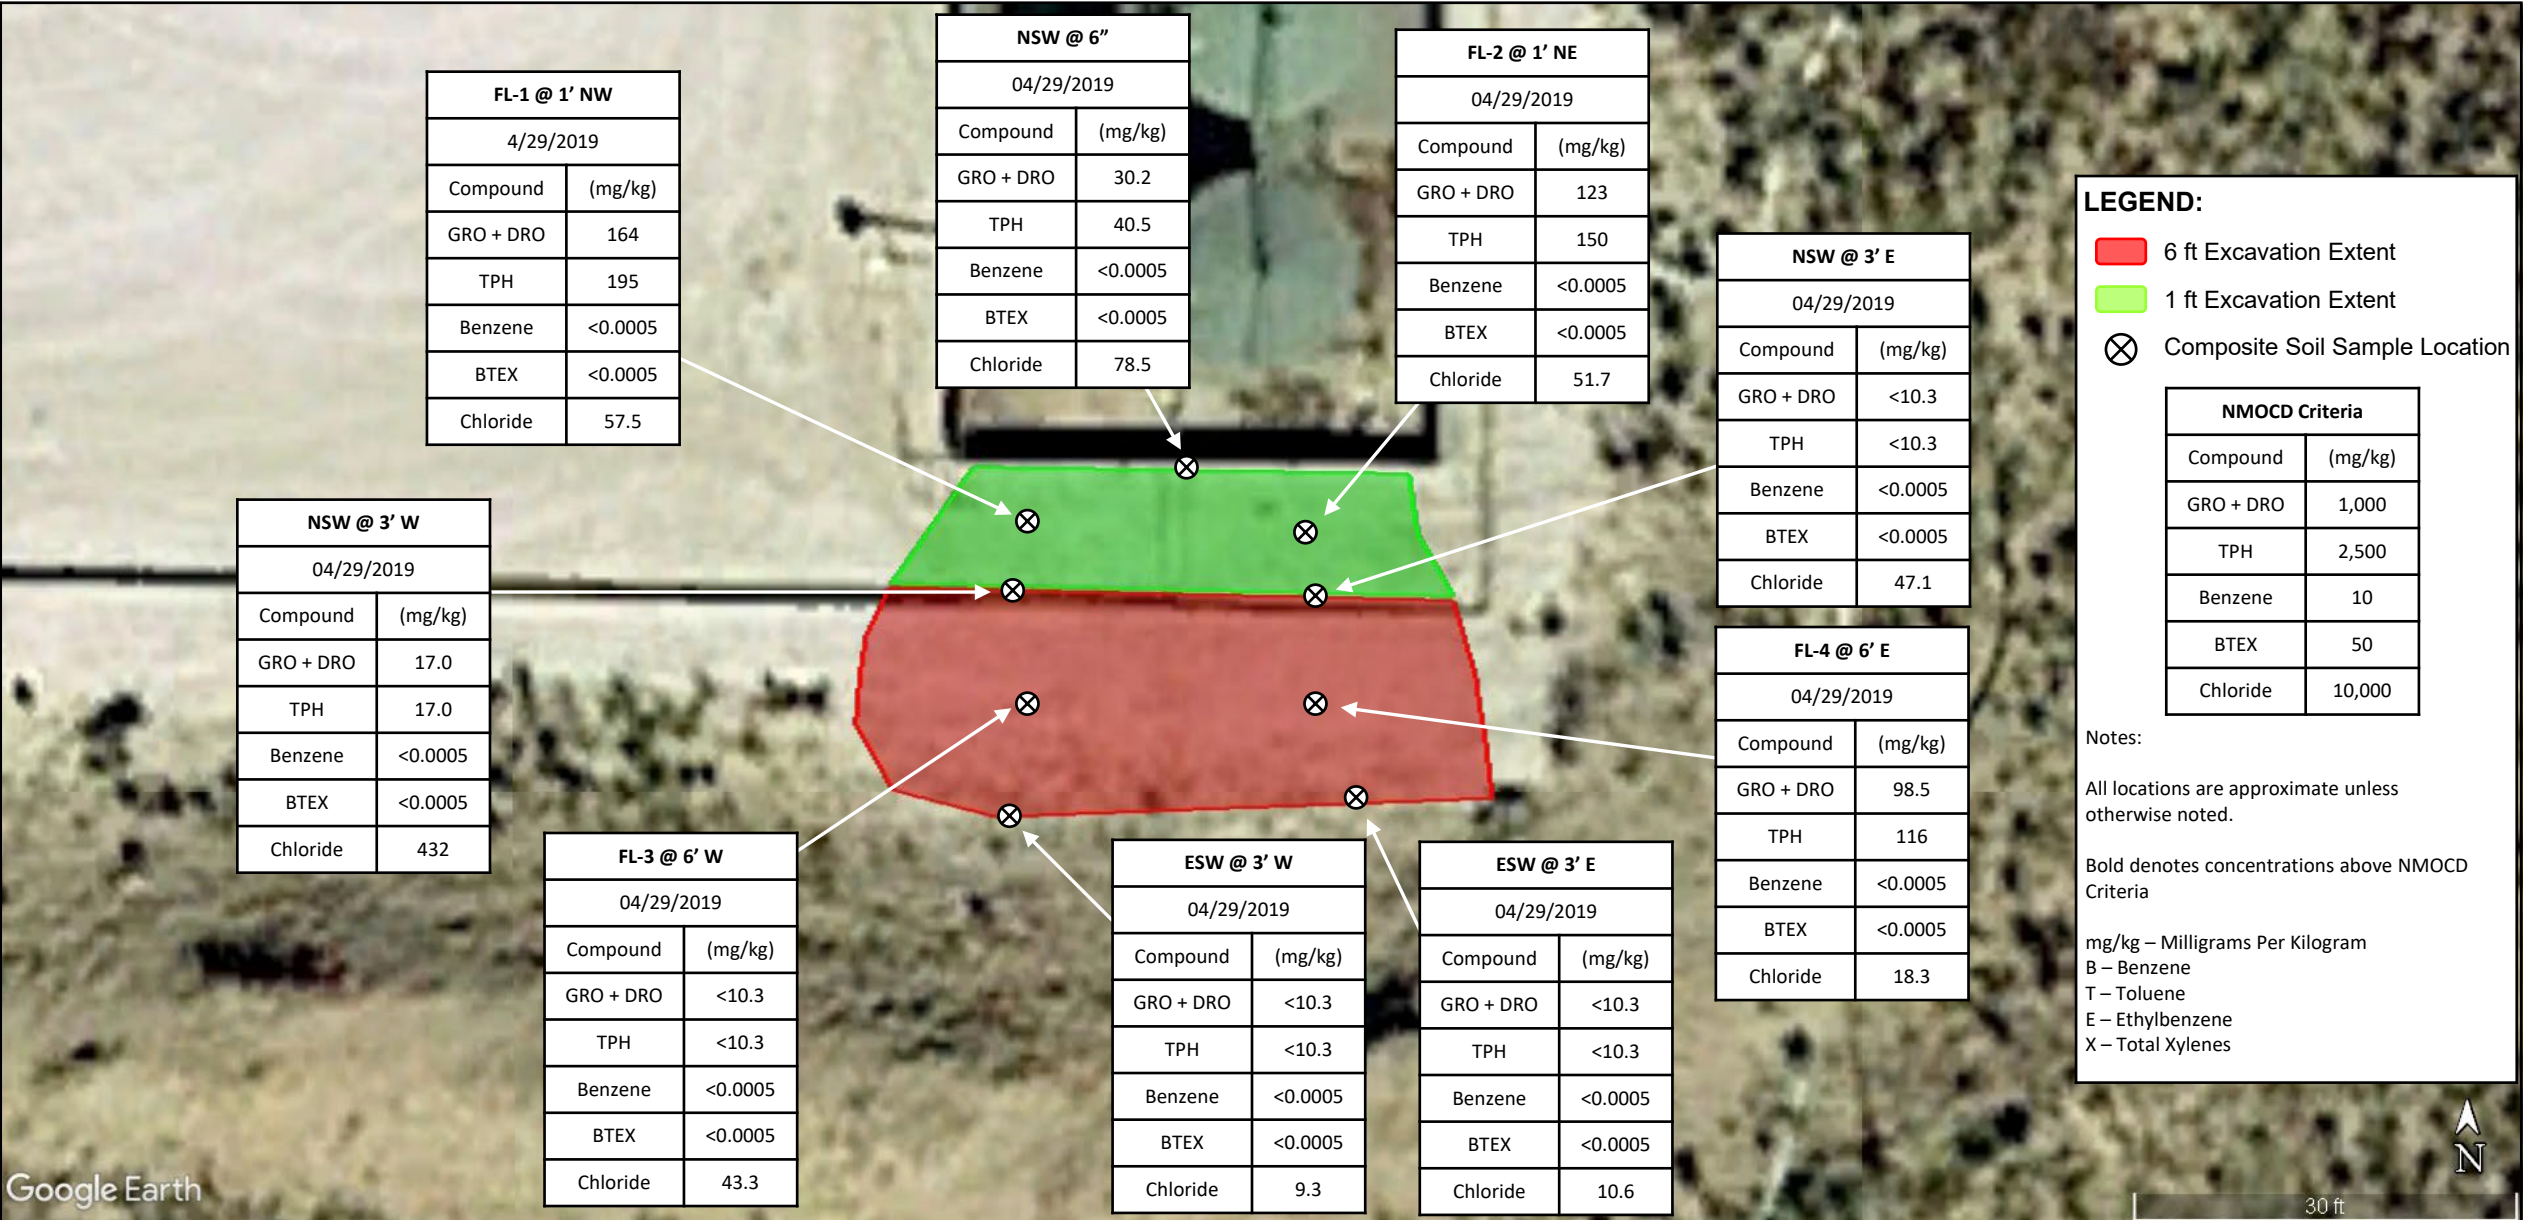 FL-1 @ 1’ NW
4/29/2019
Compound (mg/kg)
GRO + DRO 164
TPH 195
Benzene <0.0005
BTEX <0.0005
Chloride 57.5
NSW @ 6”
04/29/2019
Compound (mg/kg)
GRO + DRO 30.2
TPH 40.5
Benzene <0.0005
BTEX <0.0005
Chloride 78.5
FL-2 @ 1’ NE
04/29/2019
Compound (mg/kg)
GRO + DRO 123
TPH 150
Benzene <0.0005
BTEX <0.0005
Chloride 51.7
NSW @ 3’ E
04/29/2019
Compound (mg/kg)
GRO + DRO <10.3
TPH <10.3
Benzene <0.0005
BTEX <0.0005
Chloride 47.1
NSW @ 3’ W
04/29/2019
Compound (mg/kg)
GRO + DRO 17.0
TPH 17.0
Benzene <0.0005
BTEX <0.0005
Chloride 432
FL-3 @ 6’ W
04/29/2019
Compound (mg/kg)
GRO + DRO <10.3
TPH <10.3
Benzene <0.0005
BTEX <0.0005
Chloride 43.3
ESW @ 3’ W
04/29/2019
Compound (mg/kg)
GRO + DRO <10.3
TPH <10.3
Benzene <0.0005
BTEX <0.0005
Chloride 9.3
ESW @ 3’ E
04/29/2019
Compound (mg/kg)
GRO + DRO <10.3
TPH <10.3
Benzene <0.0005
BTEX <0.0005
Chloride 10.6
FL-4 @ 6’ E
04/29/2019
Compound (mg/kg)
GRO + DRO 98.5
TPH 116
Benzene <0.0005
BTEX <0.0005
Chloride 18.3
LEGEND:
6 ft Excavation Extent
1 ft Excavation Extent
Composite Soil Sample Location
NMOCD Criteria
Compound (mg/kg)
GRO + DRO 1,000
TPH 2,500
Benzene 10
BTEX 50
Chloride 10,000
Notes:
All locations are approximate unless
otherwise noted.
Bold denotes concentrations above NMOCD
Criteria
mg/kg – Milligrams Per Kilogram
B – Benzene
T – Toluene
E – Ethylbenzene
X – Total Xylenes
N
30 ft
Google Earth